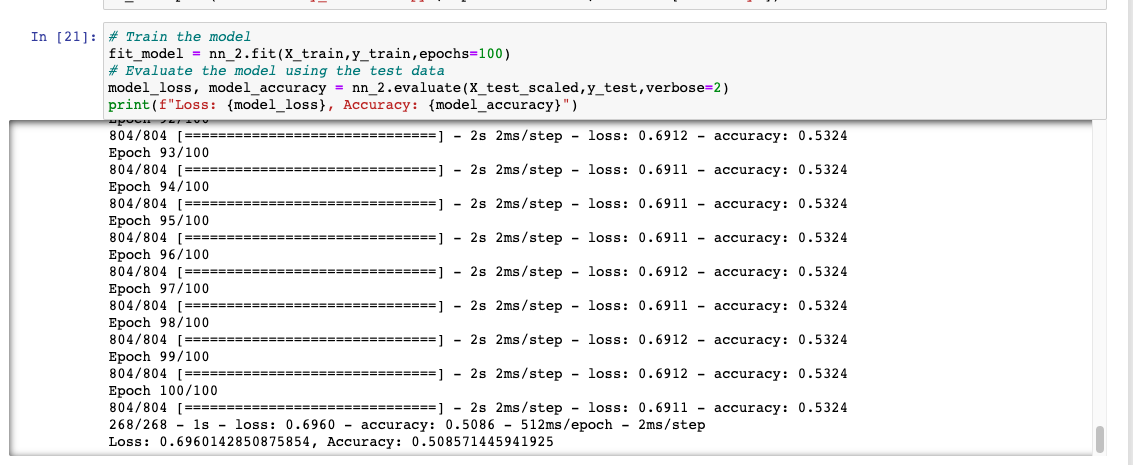 In [21]: # Train the model
fit_model = nn_2.fit(X_train,y_train,epochs=100)
# Evaluate the model using the test data
model_loss, model_accuracy = nn_2.evaluate(X_test_scaled,y_test,verbose=2)
print(f"Loss: {model_loss}, Accuracy: {model_accuracy}")
Epoch 92/100
804/804 [==============================] - 2s 2ms/step - loss: 0.6912 - accuracy: 0.5324
Epoch 93/100
804/804 [==============================] - 2s 2ms/step - loss: 0.6911 - accuracy: 0.5324
Epoch 94/100
804/804 [==============================] - 2s 2ms/step - loss: 0.6911 - accuracy: 0.5324
Epoch 95/100
804/804 [==============================] - 2s 2ms/step - loss: 0.6911 - accuracy: 0.5324
Epoch 96/100
804/804 [==============================] - 2s 2ms/step - loss: 0.6912 - accuracy: 0.5324
Epoch 97/100
804/804 [==============================] - 2s 2ms/step - loss: 0.6911 - accuracy: 0.5324
Epoch 98/100
804/804 [==============================] - 2s 2ms/step - loss: 0.6912 - accuracy: 0.5324
Epoch 99/100
804/804 [==============================] - 2s 2ms/step - loss: 0.6912 - accuracy: 0.5324
Epoch 100/100
804/804 [==============================] - 2s 2ms/step - loss: 0.6911 - accuracy: 0.5324
268/268 - 1s - loss: 0.6960 - accuracy: 0.5086 - 512ms/epoch - 2ms/step
Loss: 0.6960142850875854, Accuracy: 0.508571445941925